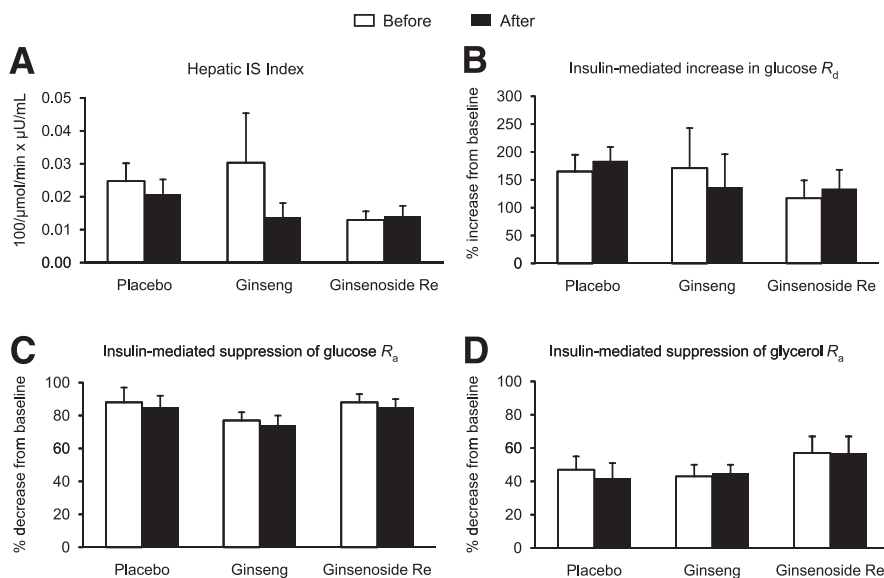 Before After
A
Hepatic IS Index
100/µmol/min x µU/mL
0.05
0.04
0.03
0.02
0.01
0.00
Placebo Ginseng Ginsenoside Re
B
Insulin-mediated increase in glucose Rd
% increase from baseline
300
250
200
150
100
50
0
Placebo Ginseng Ginsenoside Re
C
Insulin-mediated suppression of glucose Ra
% decrease from baseline
100
80
60
40
20
0
Placebo Ginseng Ginsenoside Re
D
Insulin-mediated suppression of glycerol Ra
% decrease from baseline
100
80
60
40
20
0
Placebo Ginseng Ginsenoside Re